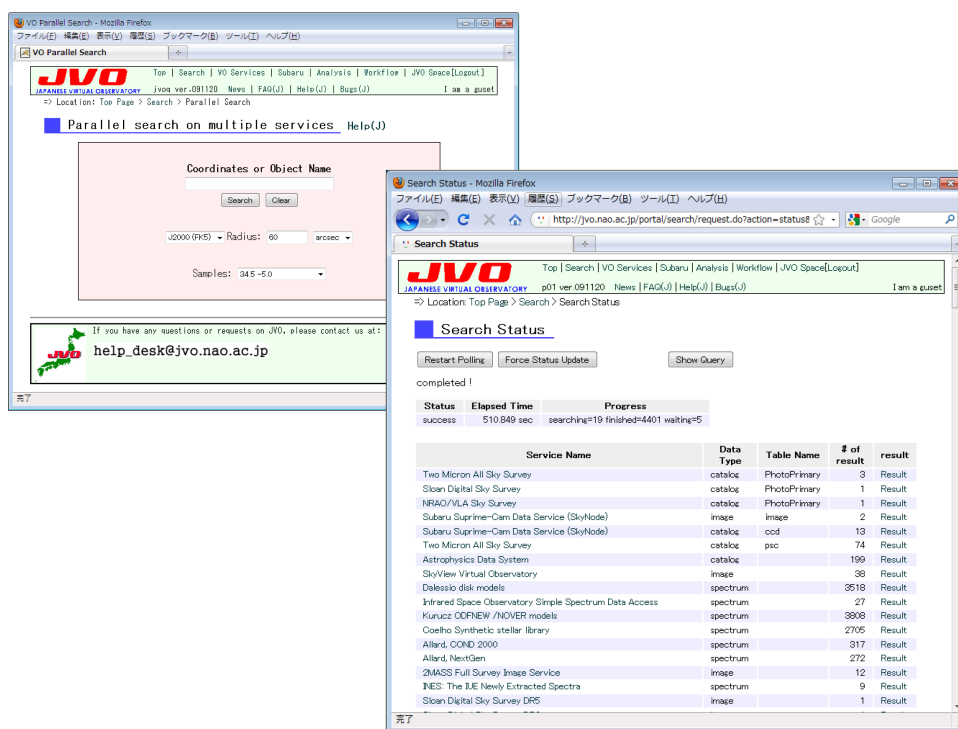 VO Parallel Search - Mozilla Firefox
ファイル(F) 編集(E) 表示(V) 履歴(S) ブックマーク(B) ツール(T) ヘルプ(H)
VO Parallel Search
JVO
JAPANESE VIRTUAL OBSERVATORY
Top | Search | VO Services | Subaru | Analysis | Workflow | JVO Space[Logout]
jvoq ver.091120 News | FAQ(J) | Help(J) | Bugs(J) I am a guset
=> Location: Top Page > Search > Parallel Search
Parallel search on multiple services Help(J)
Coordinates or Object Name
Search Clear
J2000 (FK5) Radius: 60 arcsec
Samples: 34.5 -5.0
JVO
If you have any questions or requests on JVO, please contact us at:
help_desk@jvo.nao.ac.jp
完了
Search Status - Mozilla Firefox
ファイル(F) 編集(E) 表示(V) 履歴(S) ブックマーク(B) ツール(T) ヘルプ(H)
http://jvo.nao.ac.jp/portal/search/request.do?action=status& Google
Search Status
JVO
JAPANESE VIRTUAL OBSERVATORY
Top | Search | VO Services | Subaru | Analysis | Workflow | JVO Space[Logout]
p01 ver.091120 News | FAQ(J) | Help(J) | Bugs(J) I am a guset
=> Location: Top Page > Search > Search Status
Search Status
Restart Polling Force Status Update Show Query
completed !
Status Elapsed Time Progress
success 510.849 sec searching=19 finished=4401 waiting=5
Service Name Data Type Table Name # of result result
Two Micron All Sky Survey catalog PhotoPrimary 3 Result
Sloan Digital Sky Survey catalog PhotoPrimary 1 Result
NRAO/VLA Sky Survey catalog PhotoPrimary 1 Result
Subaru Suprime-Cam Data Service (SkyNode) image image 2 Result
Subaru Suprime-Cam Data Service (SkyNode) catalog ccd 13 Result
Two Micron All Sky Survey catalog psc 74 Result
Astrophysics Data System catalog 199 Result
SkyView Virtual Observatory image 38 Result
Dalessio disk models spectrum 3518 Result
Infrared Space Observatory Simple Spectrum Data Access spectrum 27 Result
Kurucz ODFNEW /NOVER models spectrum 3808 Result
Coelho Synthetic stellar library spectrum 2705 Result
Allard, COND 2000 spectrum 317 Result
Allard, NextGen spectrum 272 Result
2MASS Full Survey Image Service image 12 Result
INES: The IUE Newly Extracted Spectra spectrum 9 Result
Sloan Digital Sky Survey DR5 image 1 Result
完了